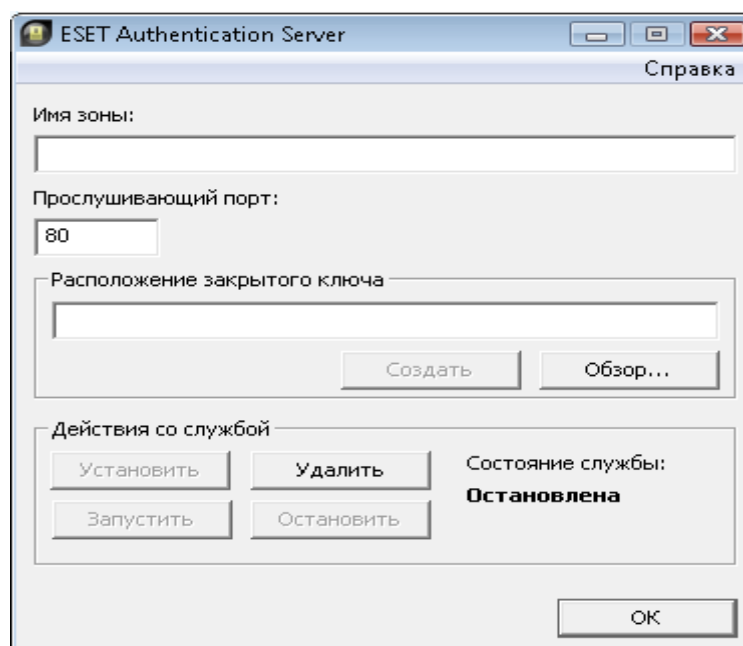 ESET Authentication Server
Справка
Имя зоны:
Прослушивающий порт:
80
Расположение закрытого ключа
Создать
Обзор...
Действия со службой
Установить
Удалить
Состояние службы:
Остановлена
Запустить
Остановить
ОК